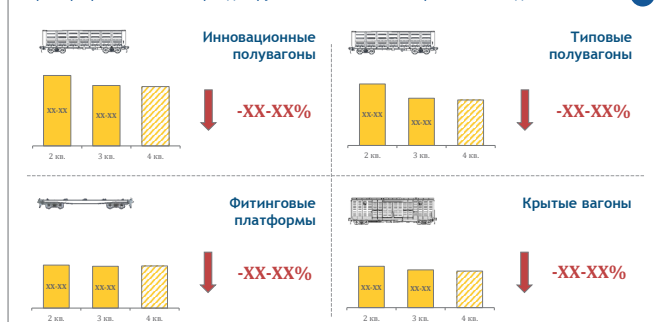 Инновационные
полувагоны
XX-XX
XX-XX
-XX-XX%
2 кв.
3 кв.
4 кв.
Типовые
полувагоны
XX-XX
XX-XX
-XX-XX%
2 кв.
3 кв.
4 кв.
Фитинговые
платформы
XX-XX
XX-XX
-XX-XX%
2 кв.
3 кв.
4 кв.
Крытые вагоны
XX-XX
XX-XX
-XX-XX%
2 кв.
3 кв.
4 кв.